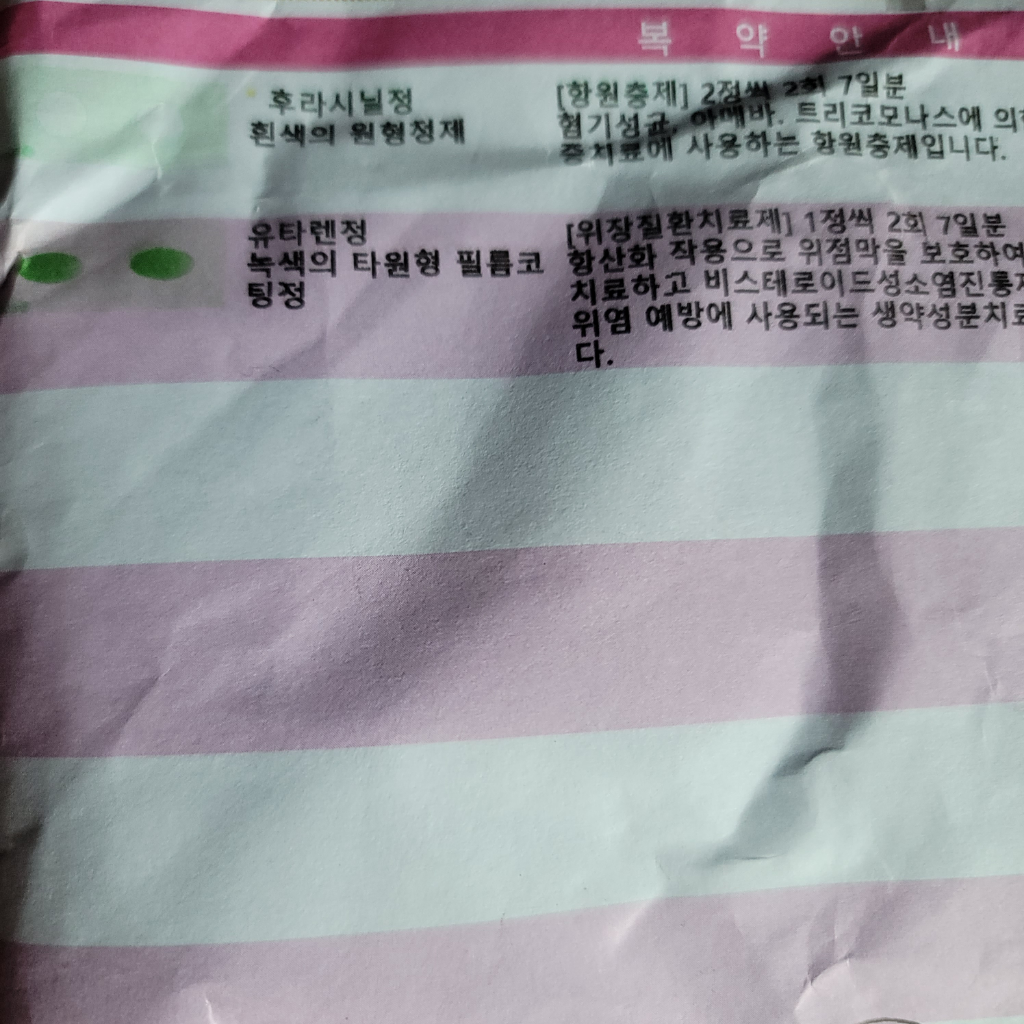 복 약 안 내
후라시닐정
흰색의 원형정제
[항원충제] 2정씩 2회 7일분
혐기성균, 아메바. 트리코모나스에 의한
증치료에 사용하는 항원충제입니다.
유타렌정
녹색의 타원형 필름코
팅정
[위장질환치료제] 1정씩 2회 7일분
항산화 작용으로 위점막을 보호하여
치료하고 비스테로이드성소염진통제
위염 예방에 사용되는 생약성분치료
다.